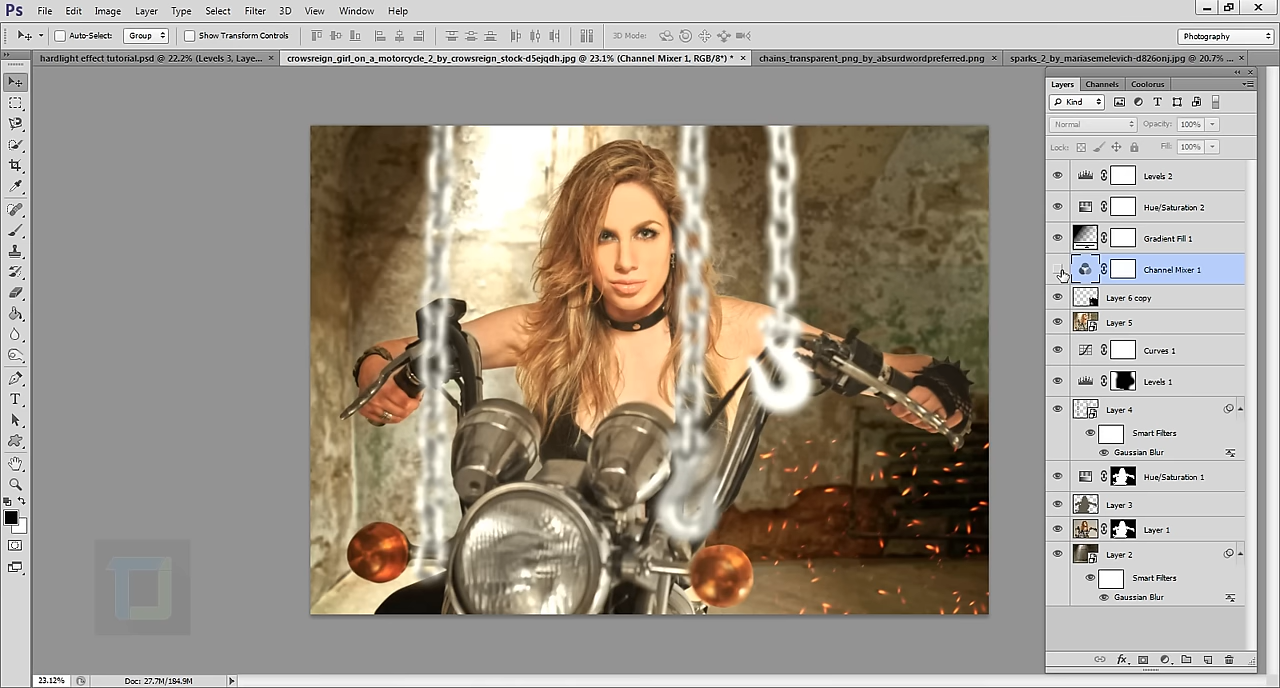 Ps File Edit Image Layer Type Select Filter 3D View Window Help
Auto-Select: Group Show Transform Controls 3D Mode: Photography
hardlight effect tutorial.psd @ 22.2% (Levels 3, Laye... × crowsreign_girl_on_a_motorcycle_2_by_crowsreign_stock-d5ejqdh.jpg @ 23.1% (Channel Mixer 1, RGB/8*) * × chains_transparent_png_by_absurdwordpreferred.png × sparks_2_by_mariasemelevich-d826onj.jpg @ 20.7% ... ×
Layers Channels Coolorus
Kind
Normal Opacity: 100%
Lock: Fill: 100%
Levels 2
Hue/Saturation 2
Gradient Fill 1
Channel Mixer 1
Layer 6 copy
Layer 5
Curves 1
Levels 1
Layer 4
Smart Filters
Gaussian Blur
Hue/Saturation 1
Layer 3
Layer 1
Layer 2
Smart Filters
Gaussian Blur
23.12% Doc: 27.7M/184.9M